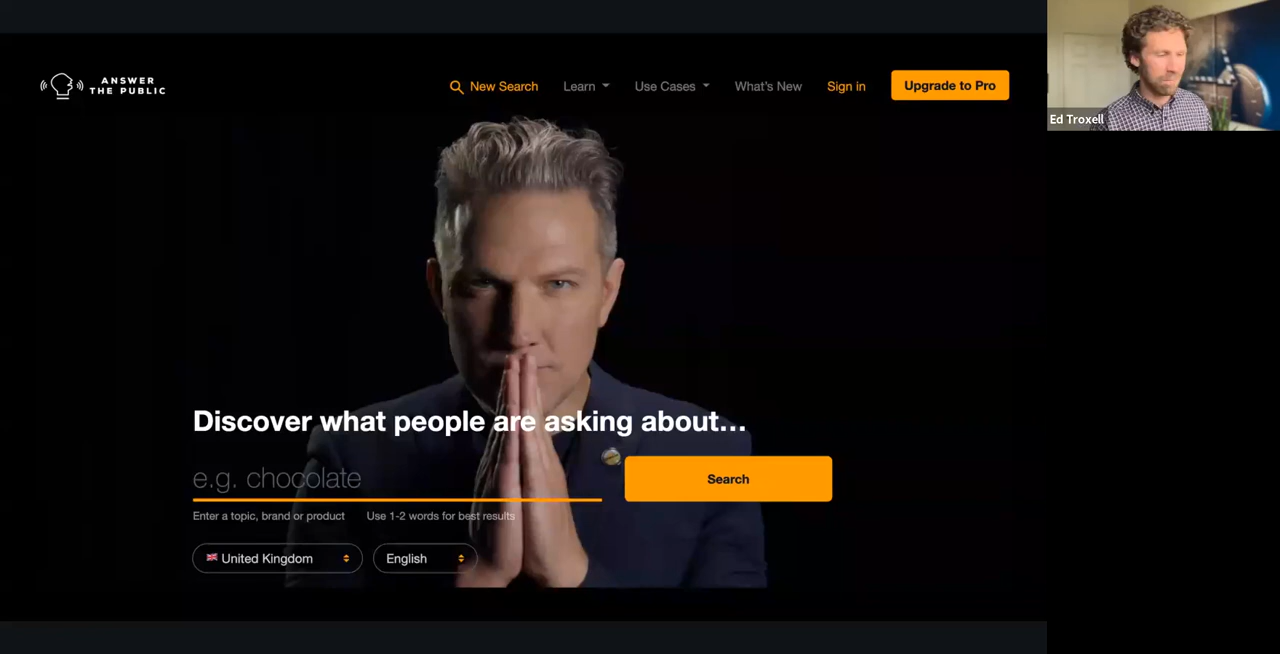 ANSWER
THE PUBLIC
New Search
Learn
Use Cases
What's New
Sign in
Upgrade to Pro
Ed Troxell
Discover what people are asking about...
e.g. chocolate
Search
Enter a topic, brand or product
Use 1-2 words for best results
United Kingdom
English